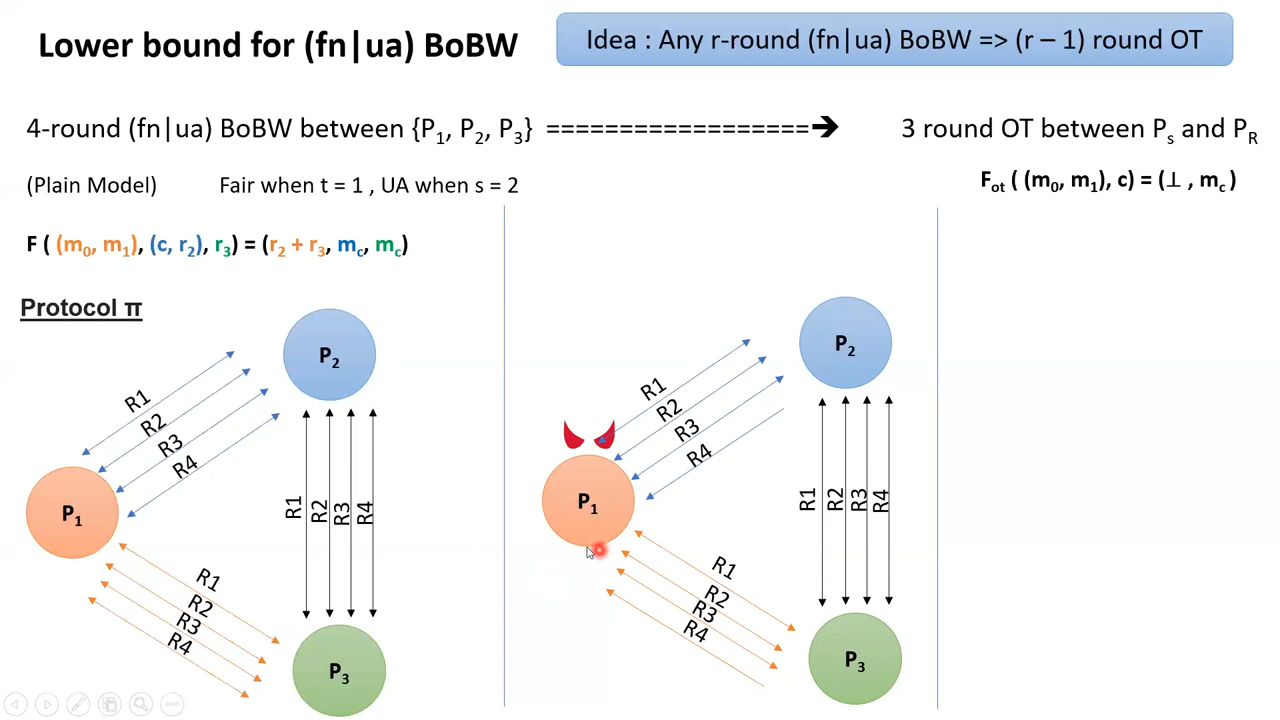 Lower bound for (fn|ua) BoBW
Idea : Any r-round (fn|ua) BoBW => (r – 1) round OT
4-round (fn|ua) BoBW between {P₁, P₂, P₃} ==================➔ 3 round OT between Pₛ and P_R
(Plain Model) Fair when t = 1 , UA when s = 2
Fₒₜ ( (m₀, m₁), c) = (⊥ , m_c )
F ( (m₀, m₁), (c, r₂), r₃) = (r₂ + r₃, m_c, m_c)
Protocol π
P₂
R1
R2
R3
R4
P₁
R1
R2
R3
R4
R1
R2
R3
R4
P₃
P₂
R1
R2
R3
R4
P₁
R1
R2
R3
R4
R1
R2
R3
R4
P₃